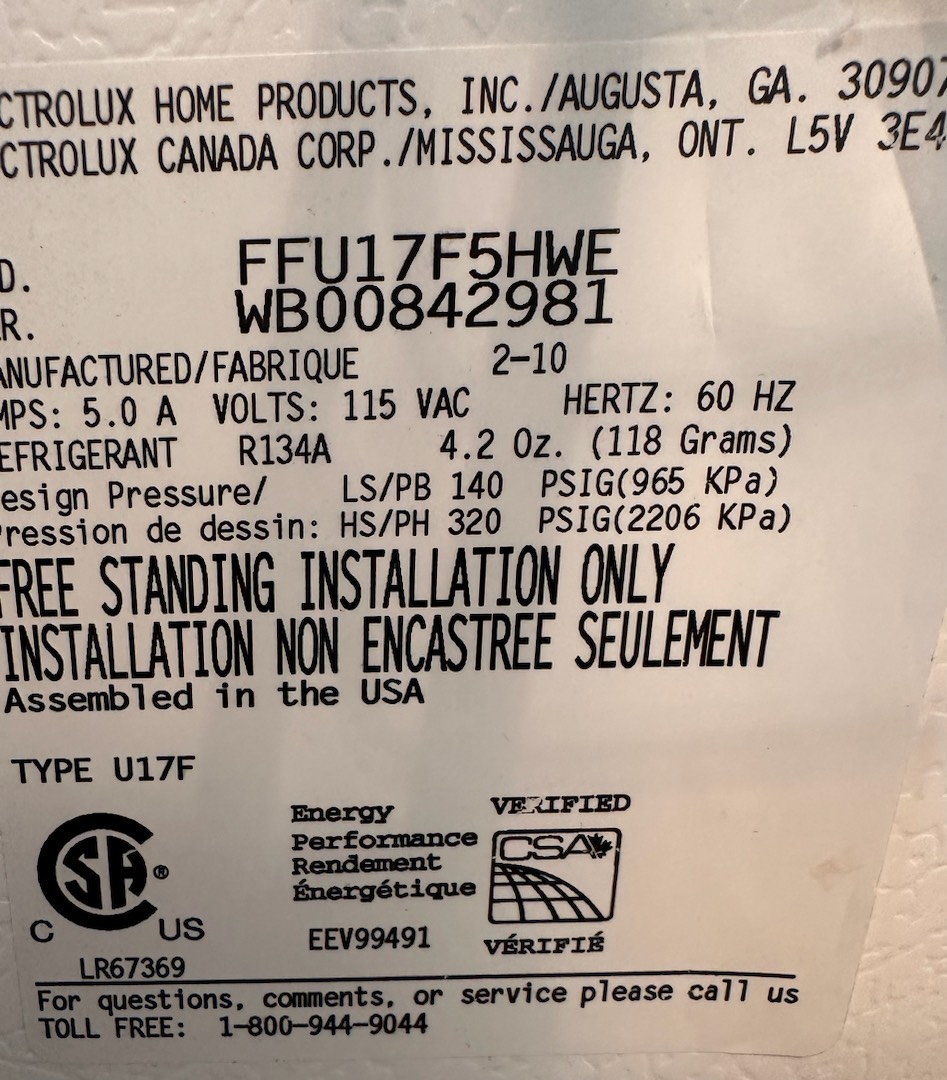 CTROLUX HOME PRODUCTS, INC./AUGUSTA, GA. 30907
CTROLUX CANADA CORP./MISSISSAUGA, ONT. L5V 3E4
D. FFU17F5HWE
R. WB00842981
ANUFACTURED/FABRIQUE 2-10
MPS: 5.0 A VOLTS: 115 VAC HERTZ: 60 HZ
EFRIGERANT R134A 4.2 Oz. (118 Grams)
esign Pressure/ LS/PB 140 PSIG(965 KPa)
ression de dessin: HS/PH 320 PSIG(2206 KPa)
FREE STANDING INSTALLATION ONLY
INSTALLATION NON ENCASTREE SEULEMENT
Assembled in the USA
TYPE U17F
CSA®
C US
LR67369
Energy
Performance
Rendement
Énergétique
EEV99491
VERIFIED
CSA
VÉRIFIÉ
For questions, comments, or service please call us
TOLL FREE: 1-800-944-9044